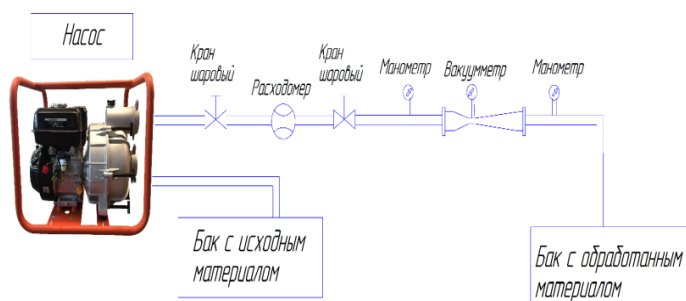 Насос
Кран
шаровый
Расходомер
Кран
шаровый
Манометр
Вакуумметр
Манометр
Бак с исходным
материалом
Бак с обработанным
материалом